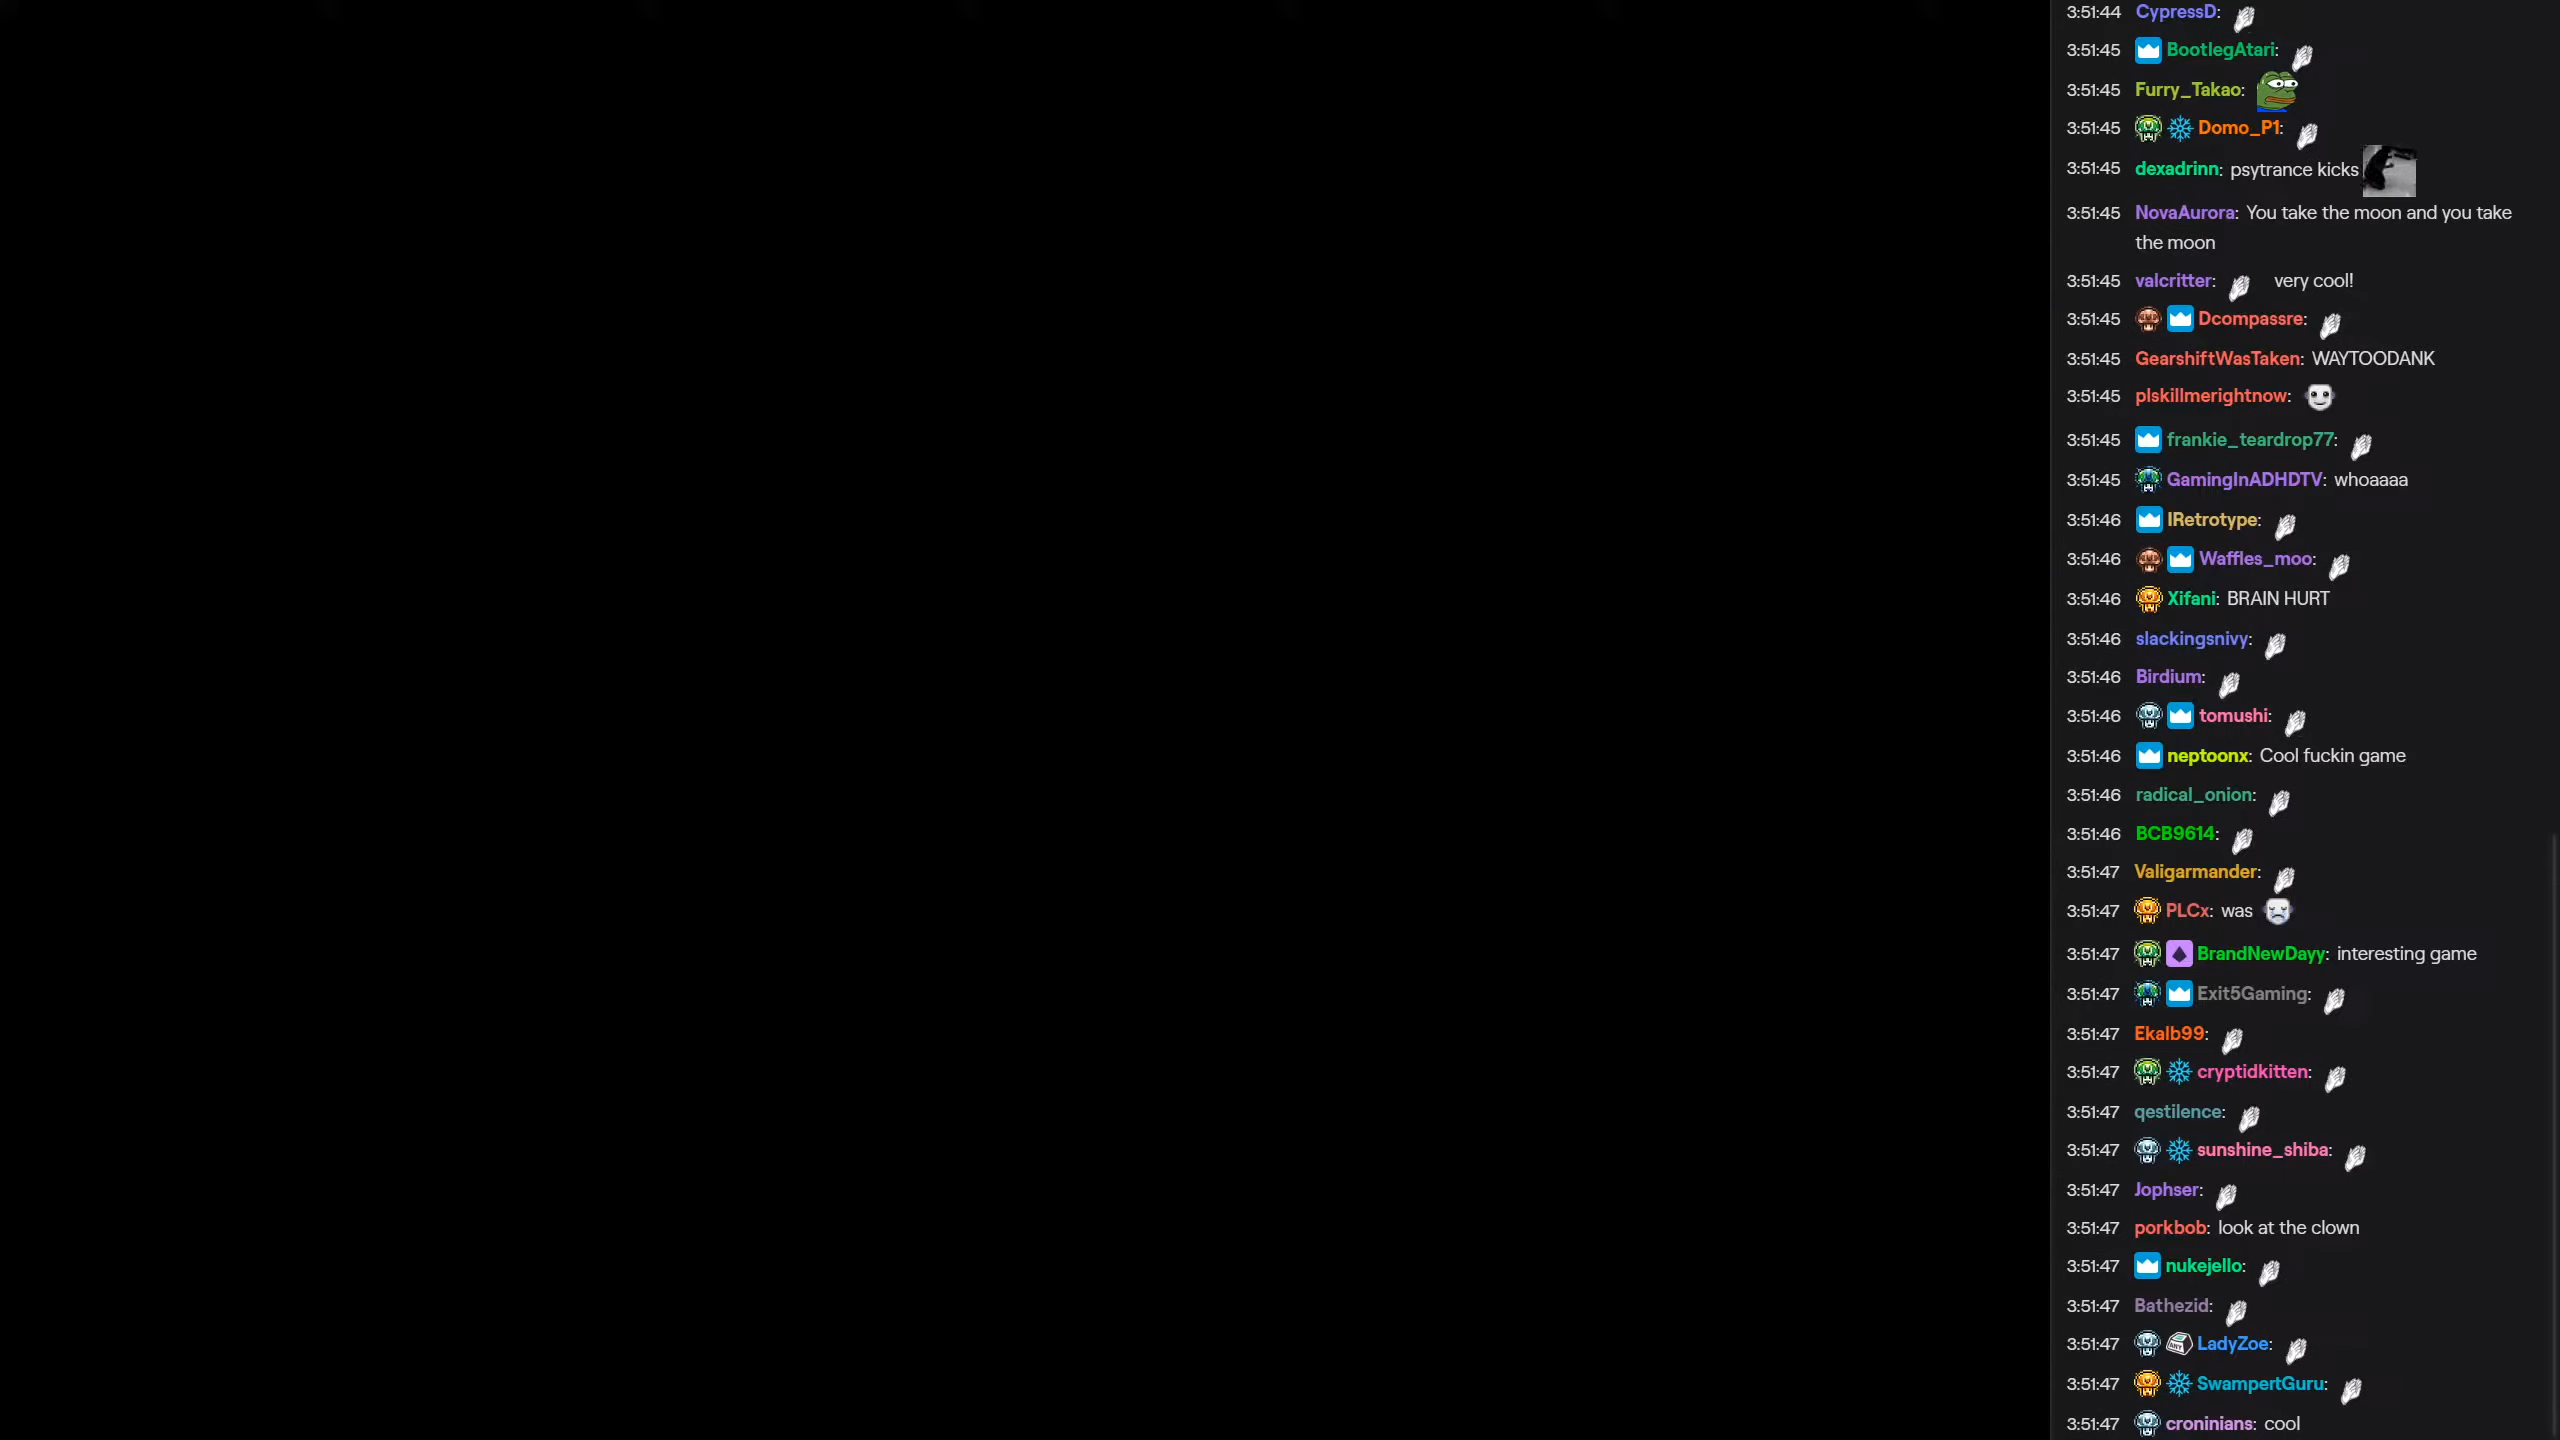 3:51:44 CypressD:
3:51:45 BootlegAtari:
3:51:45 Furry_Takao:
3:51:45 Domo_P1:
3:51:45 dexadrinn: psytrance kicks
3:51:45 NovaAurora: You take the moon and you take
the moon
3:51:45 valcritter: very cool!
3:51:45 Dcompassre:
3:51:45 GearshiftWasTaken: WAYTOODANK
3:51:45 plskillmerightnow:
3:51:45 frankie_teardrop77:
3:51:45 GamingInADHDTV: whoaaaa
3:51:46 IRetrotype:
3:51:46 Waffles_moo:
3:51:46 Xifani: BRAIN HURT
3:51:46 slackingsnivy:
3:51:46 Birdium:
3:51:46 tomushi:
3:51:46 neptoonx: Cool fuckin game
3:51:46 radical_onion:
3:51:46 BCB9614:
3:51:47 Valigarmander:
3:51:47 PLCx: was
3:51:47 BrandNewDayy: interesting game
3:51:47 Exit5Gaming:
3:51:47 Ekalb99:
3:51:47 cryptidkitten:
3:51:47 qestilence:
3:51:47 sunshine_shiba:
3:51:47 Jophser:
3:51:47 porkbob: look at the clown
3:51:47 nukejello:
3:51:47 Bathezid:
3:51:47 LadyZoe:
3:51:47 SwampertGuru:
3:51:47 croninians: cool